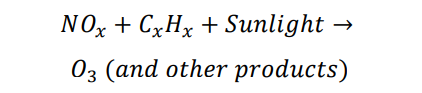 NOₓ + CₓHₓ + Sunlight →
O₃ (and other products)